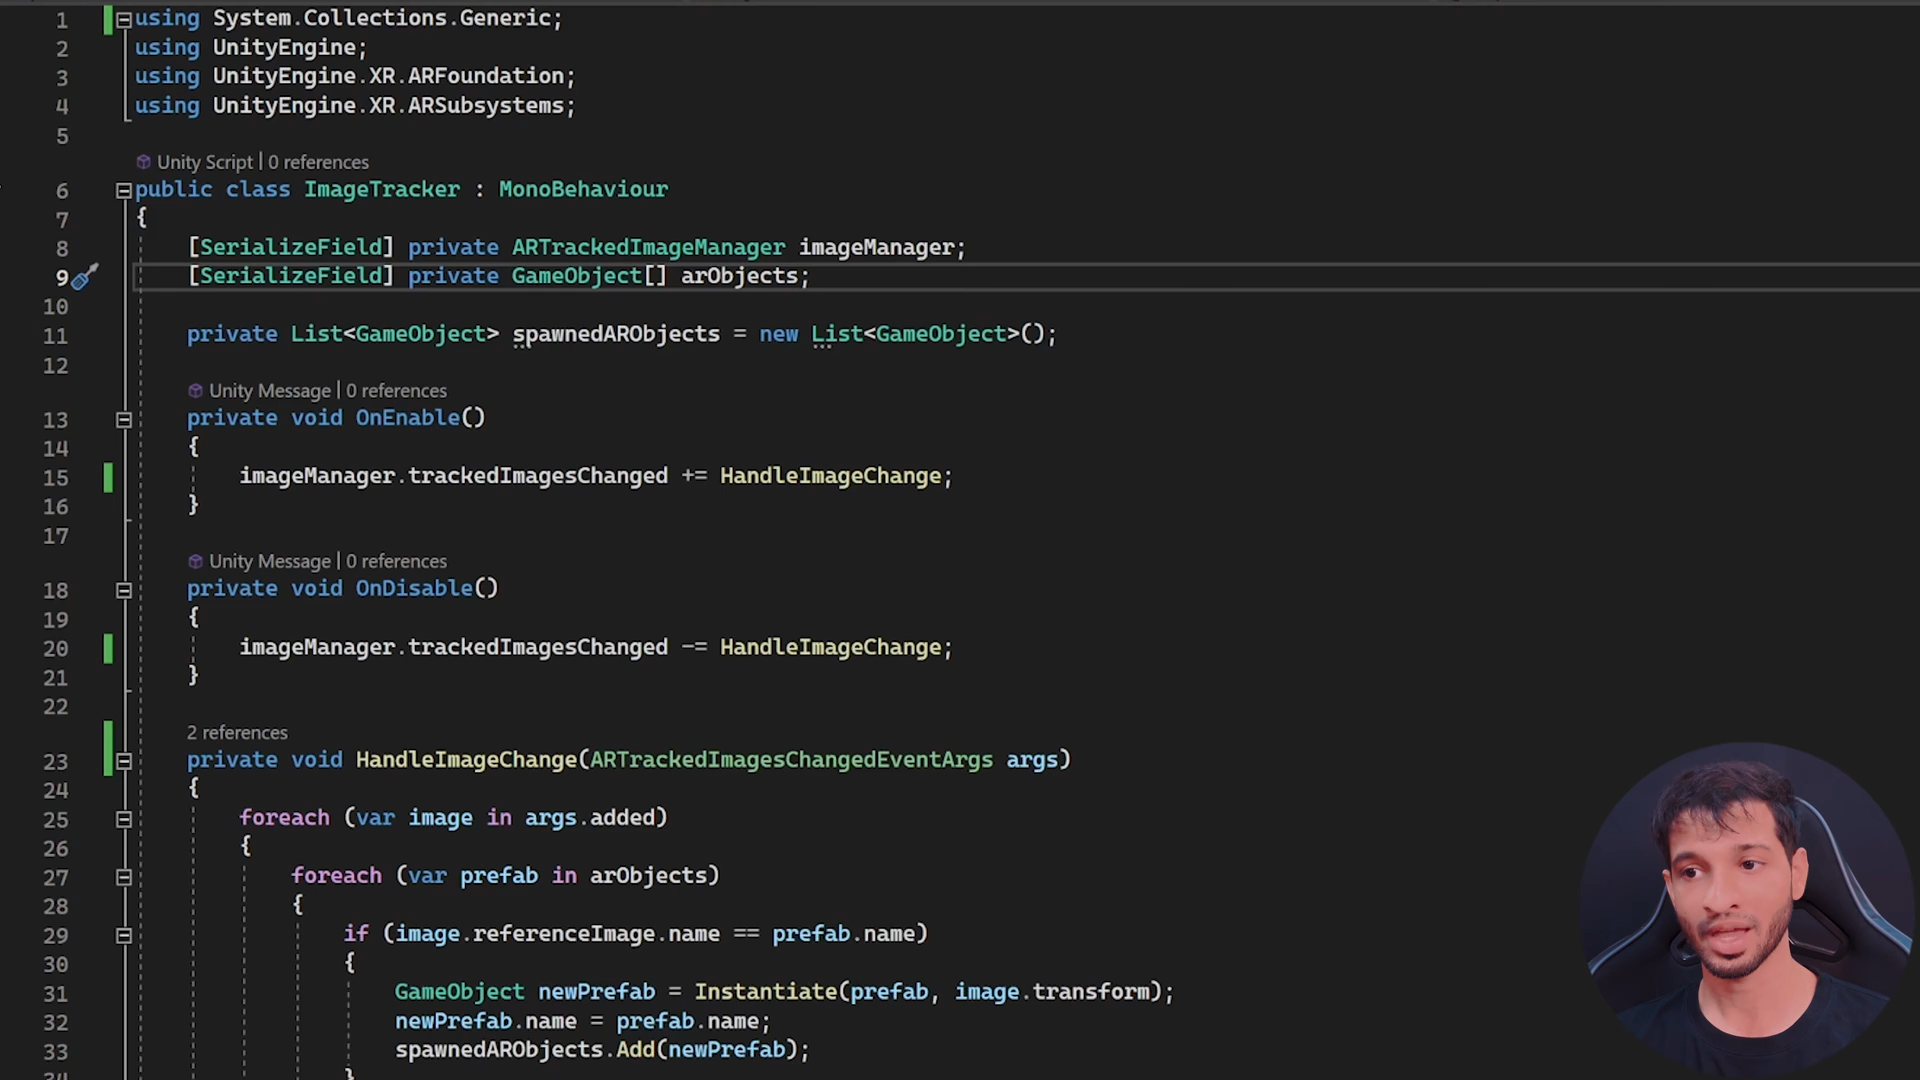 1 using System.Collections.Generic;
2 using UnityEngine;
3 using UnityEngine.XR.ARFoundation;
4 using UnityEngine.XR.ARSubsystems;
5
Unity Script | 0 references
6 public class ImageTracker : MonoBehaviour
7 {
8 [SerializeField] private ARTrackedImageManager imageManager;
9 [SerializeField] private GameObject[] arObjects;
10
11 private List<GameObject> spawnedARObjects = new List<GameObject>();
12
Unity Message | 0 references
13 private void OnEnable()
14 {
15 imageManager.trackedImagesChanged += HandleImageChange;
16 }
17
Unity Message | 0 references
18 private void OnDisable()
19 {
20 imageManager.trackedImagesChanged -= HandleImageChange;
21 }
22
2 references
23 private void HandleImageChange(ARTrackedImagesChangedEventArgs args)
24 {
25 foreach (var image in args.added)
26 {
27 foreach (var prefab in arObjects)
28 {
29 if (image.referenceImage.name == prefab.name)
30 {
31 GameObject newPrefab = Instantiate(prefab, image.transform);
32 newPrefab.name = prefab.name;
33 spawnedARObjects.Add(newPrefab);
34 }